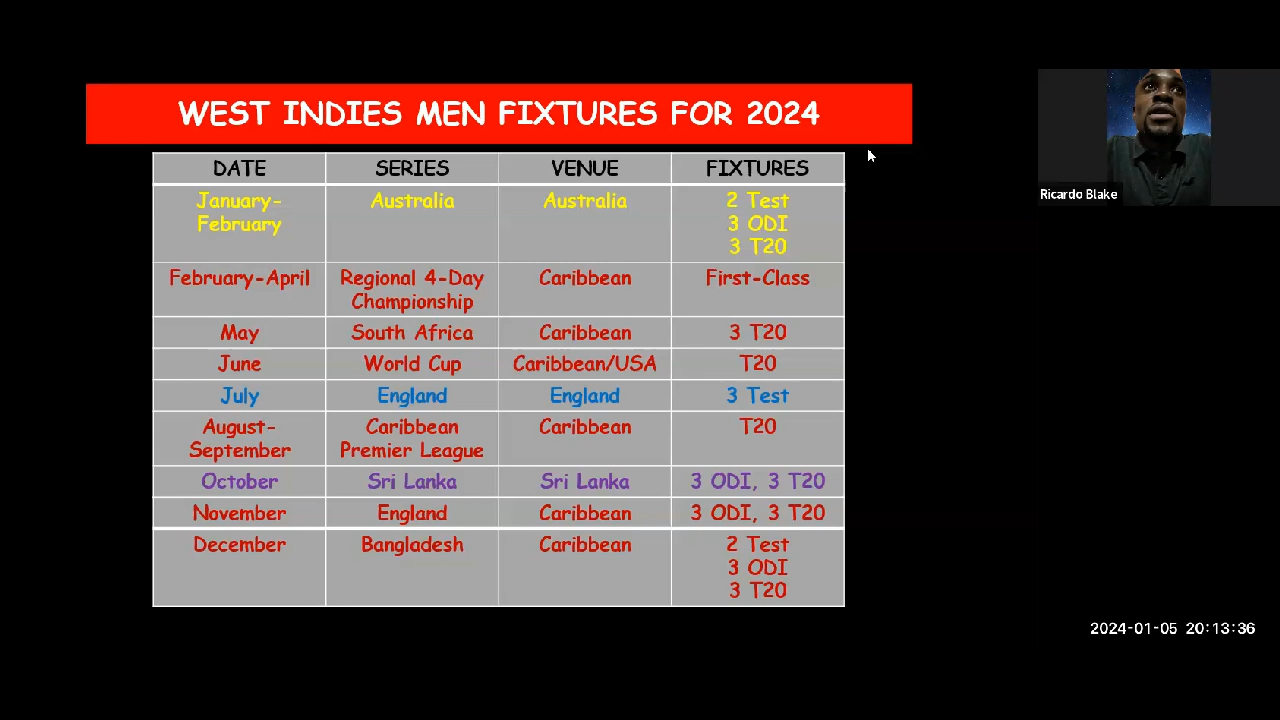 WEST INDIES MEN FIXTURES FOR 2024
DATE SERIES VENUE FIXTURES
January-
February
Australia
Australia
2 Test
3 ODI
3 T20
February-April
Regional 4-Day
Championship
Caribbean
First-Class
May South Africa Caribbean 3 T20
June World Cup Caribbean/USA T20
July England England 3 Test
August-
September
Caribbean
Premier League
Caribbean
T20
October Sri Lanka Sri Lanka 3 ODI, 3 T20
November England Caribbean 3 ODI, 3 T20
December
Bangladesh
Caribbean
2 Test
3 ODI
3 T20
Ricardo Blake
2024-01-05 20:13:36